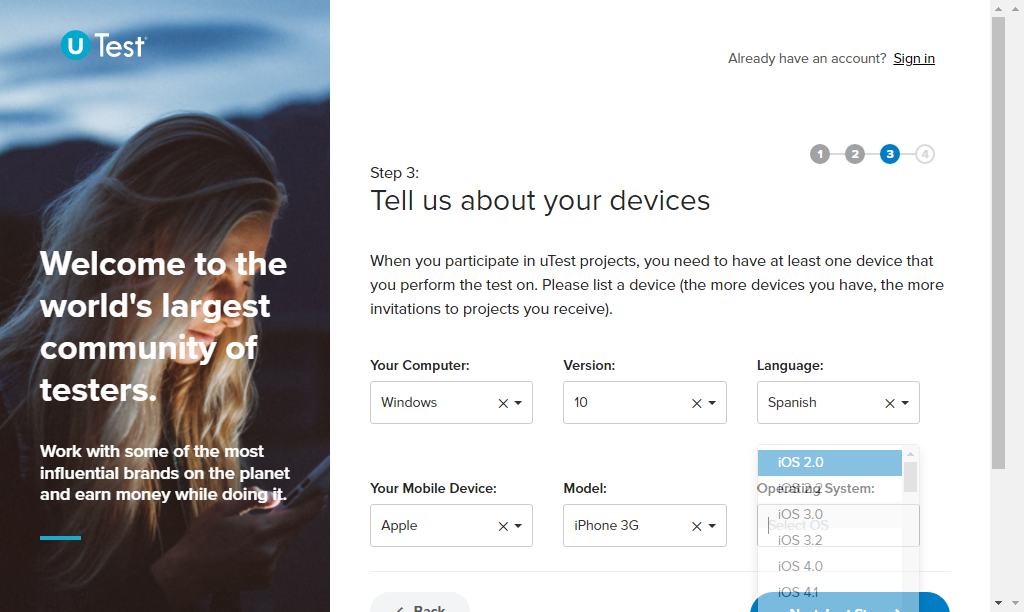 U Test
Already have an account? Sign in
1 2 3 4
Step 3:
Tell us about your devices
Welcome to the
world's largest
community of
testers.
Work with some of the most
influential brands on the planet
and earn money while doing it.
When you participate in uTest projects, you need to have at least one device that
you perform the test on. Please list a device (the more devices you have, the more
invitations to projects you receive).
Your Computer: Version: Language:
Windows 10 Spanish
Your Mobile Device: Model: Operating System:
Apple iPhone 3G Select OS
iOS 2.0
iOS 2.2
iOS 3.0
iOS 3.2
iOS 4.0
iOS 4.1
Back
Next: Last Step